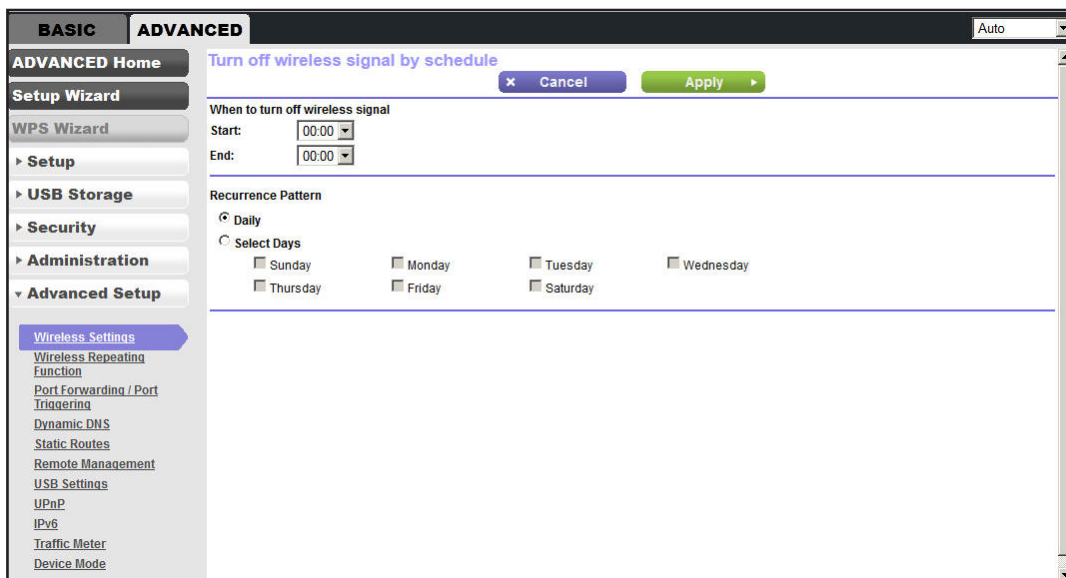 BASIC
ADVANCED
Auto
ADVANCED Home
Setup Wizard
WPS Wizard
Setup
USB Storage
Security
Administration
Advanced Setup
Wireless Settings
Wireless Repeating
Function
Port Forwarding / Port
Triggering
Dynamic DNS
Static Routes
Remote Management
USB Settings
UPnP
IPv6
Traffic Meter
Device Mode
Turn off wireless signal by schedule
Cancel
Apply
When to turn off wireless signal
Start: 00:00
End: 00:00
Recurrence Pattern
Daily
Select Days
Sunday Monday Tuesday Wednesday
Thursday Friday Saturday